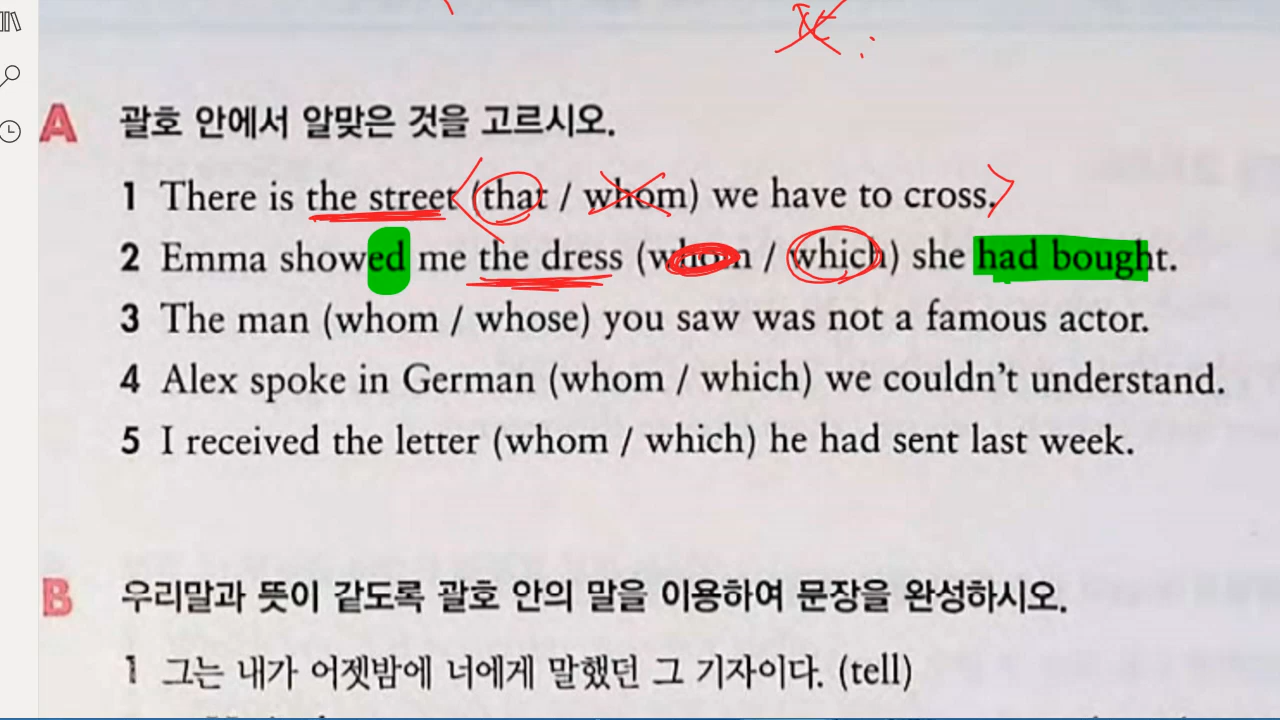 A 괄호 안에서 알맞은 것을 고르시오.
1 There is the street (that / whom) we have to cross.
2 Emma showed me the dress (whom / which) she had bought.
3 The man (whom / whose) you saw was not a famous actor.
4 Alex spoke in German (whom / which) we couldn't understand.
5 I received the letter (whom / which) he had sent last week.
B 우리말과 뜻이 같도록 괄호 안의 말을 이용하여 문장을 완성하시오.
1 그는 내가 어젯밤에 너에게 말했던 그 기자이다. (tell)